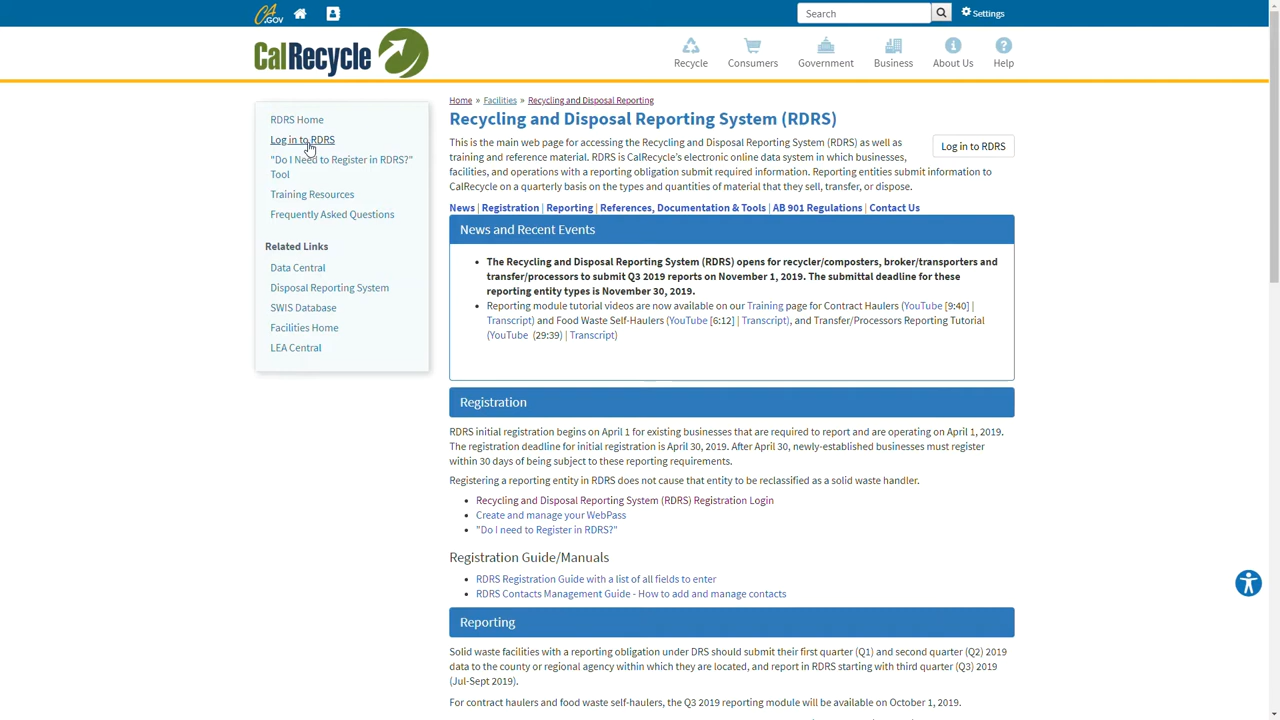 CA.GOV
Search
Settings
CalRecycle
Recycle
Consumers
Government
Business
About Us
Help
RDRS Home
Log in to RDRS
"Do I Need to Register in RDRS?"
Tool
Training Resources
Frequently Asked Questions
Related Links
Data Central
Disposal Reporting System
SWIS Database
Facilities Home
LEA Central
Home » Facilities » Recycling and Disposal Reporting
Recycling and Disposal Reporting System (RDRS)
This is the main web page for accessing the Recycling and Disposal Reporting System (RDRS) as well as
training and reference material. RDRS is CalRecycle's electronic online data system in which businesses,
facilities, and operations with a reporting obligation submit required information. Reporting entities submit information to
CalRecycle on a quarterly basis on the types and quantities of material that they sell, transfer, or dispose.
Log in to RDRS
News | Registration | Reporting | References, Documentation & Tools | AB 901 Regulations | Contact Us
News and Recent Events
• The Recycling and Disposal Reporting System (RDRS) opens for recycler/composters, broker/transporters and
transfer/processors to submit Q3 2019 reports on November 1, 2019. The submittal deadline for these
reporting entity types is November 30, 2019.
• Reporting module tutorial videos are now available on our Training page for Contract Haulers (YouTube [9:40] |
Transcript) and Food Waste Self-Haulers (YouTube [6:12] | Transcript), and Transfer/Processors Reporting Tutorial
(YouTube (29:39) | Transcript)
Registration
RDRS initial registration begins on April 1 for existing businesses that are required to report and are operating on April 1, 2019.
The registration deadline for initial registration is April 30, 2019. After April 30, newly-established businesses must register
within 30 days of being subject to these reporting requirements.
Registering a reporting entity in RDRS does not cause that entity to be reclassified as a solid waste handler.
• Recycling and Disposal Reporting System (RDRS) Registration Login
• Create and manage your WebPass
• "Do I need to Register in RDRS?"
Registration Guide/Manuals
• RDRS Registration Guide with a list of all fields to enter
• RDRS Contacts Management Guide - How to add and manage contacts
Reporting
Solid waste facilities with a reporting obligation under DRS should submit their first quarter (Q1) and second quarter (Q2) 2019
data to the county or regional agency within which they are located, and report in RDRS starting with third quarter (Q3) 2019
(Jul-Sept 2019).
For contract haulers and food waste self-haulers, the Q3 2019 reporting module will be available on October 1, 2019.